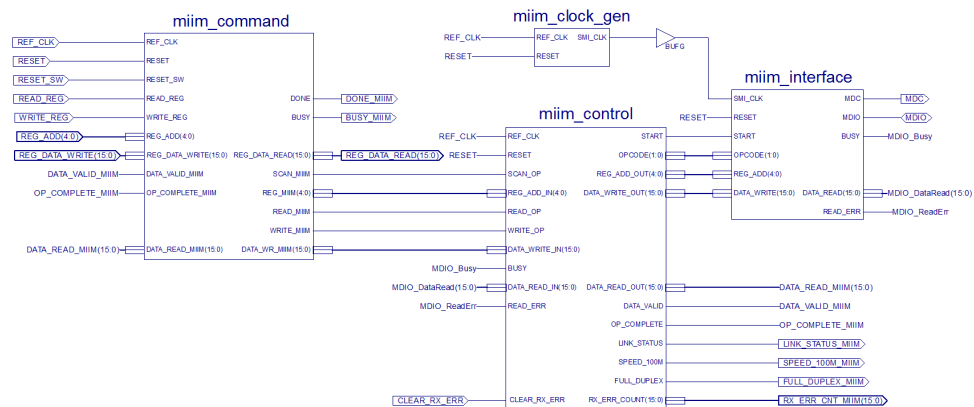 miim_command
REF_CLK
RESET
RESET_SW
READ_REG
WRITE_REG
REG_ADD(4:0)
REG_DATA_WRITE(15:0)
DATA_VALID_MIIM
OP_COMPLETE_MIIM
DATA_READ_MIIM(15:0)
REF_CLK
RESET
RESET_SW
READ_REG
WRITE_REG
REG_ADD(4:0)
REG_DATA_WRITE(15:0)
DATA_VALID_MIIM
OP_COMPLETE_MIIM
DATA_READ_MIIM(15:0)
DONE
BUSY
REG_DATA_READ(15:0)
SCAN_MIIM
REG_MIIM(4:0)
READ_MIIM
WRITE_MIIM
DATA_WR_MIIM(15:0)
DONE_MIIM
BUSY_MIIM
REG_DATA_READ(15:0)
miim_clock_gen
REF_CLK
RESET
REF_CLK
RESET
SMI_CLK
BUFG
miim_control
REF_CLK
RESET
MDIO_Busy
MDIO_DataRead(15:0)
MDIO_ReadErr
CLEAR_RX_ERR
REF_CLK
RESET
SCAN_OP
REG_ADD_IN(4:0)
READ_OP
WRITE_OP
DATA_WRITE_IN(15:0)
BUSY
DATA_READ_IN(15:0)
READ_ERR
CLEAR_RX_ERR
START
OPCODE(1:0)
REG_ADD_OUT(4:0)
DATA_WRITE_OUT(15:0)
DATA_READ_OUT(15:0)
DATA_VALID
OP_COMPLETE
LINK_STATUS
SPEED_100M
FULL_DUPLEX
RX_ERR_COUNT(15:0)
DATA_READ_MIIM(15:0)
DATA_VALID_MIIM
OP_COMPLETE_MIIM
LINK_STATUS_MIIM
SPEED_100M_MIIM
FULL_DUPLEX_MIIM
RX_ERR_CNT_MIIM(15:0)
miim_interface
RESET
SMI_CLK
RESET
START
OPCODE(1:0)
REG_ADD(4:0)
DATA_WRITE(15:0)
MDC
MDIO
BUSY
DATA_READ(15:0)
READ_ERR
MDC
MDIO
MDIO_Busy
MDIO_DataRead(15:0)
MDIO_ReadErr